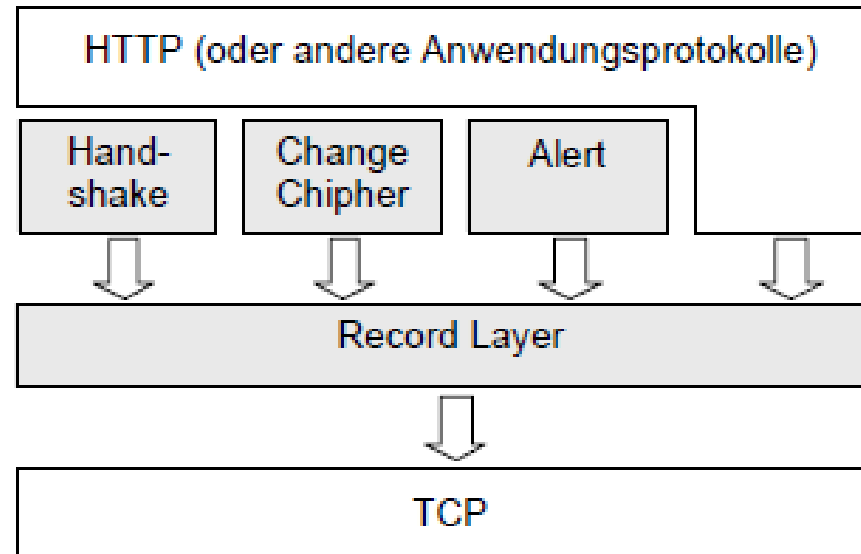 HTTP (oder andere Anwendungsprotokolle)
Hand-
shake
Change
Chipher
Alert
Record Layer
TCP